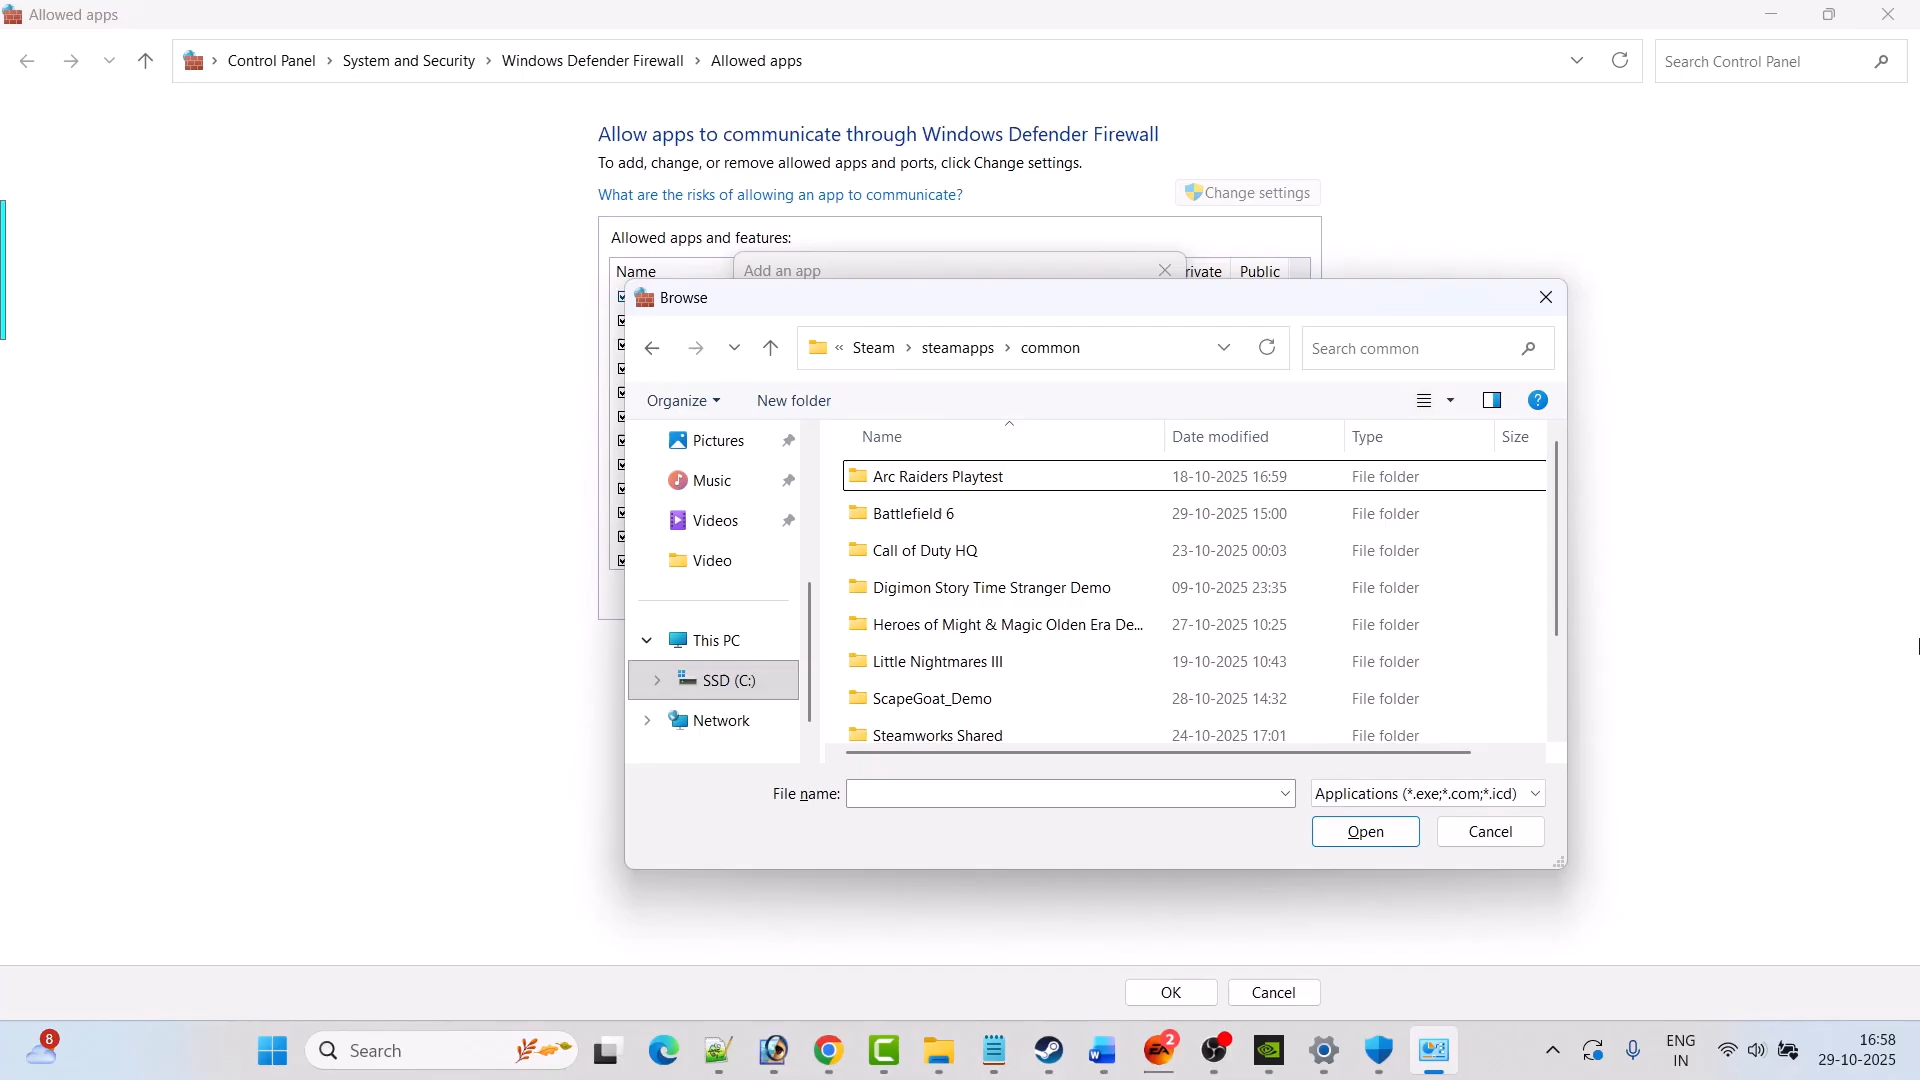 Allowed apps
Control Panel > System and Security > Windows Defender Firewall > Allowed apps
Search Control Panel
Allow apps to communicate through Windows Defender Firewall
To add, change, or remove allowed apps and ports, click Change settings.
What are the risks of allowing an app to communicate?
Change settings
Allowed apps and features:
Name
Add an app
rivate
Public
Browse
« Steam > steamapps > common
Search common
Organize
New folder
Pictures
Music
Videos
Video
This PC
SSD (C:)
Network
Name Date modified Type Size
Arc Raiders Playtest 18-10-2025 16:59 File folder
Battlefield 6 29-10-2025 15:00 File folder
Call of Duty HQ 23-10-2025 00:03 File folder
Digimon Story Time Stranger Demo 09-10-2025 23:35 File folder
Heroes of Might & Magic Olden Era De... 27-10-2025 10:25 File folder
Little Nightmares III 19-10-2025 10:43 File folder
ScapeGoat_Demo 28-10-2025 14:32 File folder
Steamworks Shared 24-10-2025 17:01 File folder
File name:
Applications (*.exe;*.com;*.icd)
Open
Cancel
OK
Cancel
8
Search
W
EA
2
ENG
IN
16:58
29-10-2025